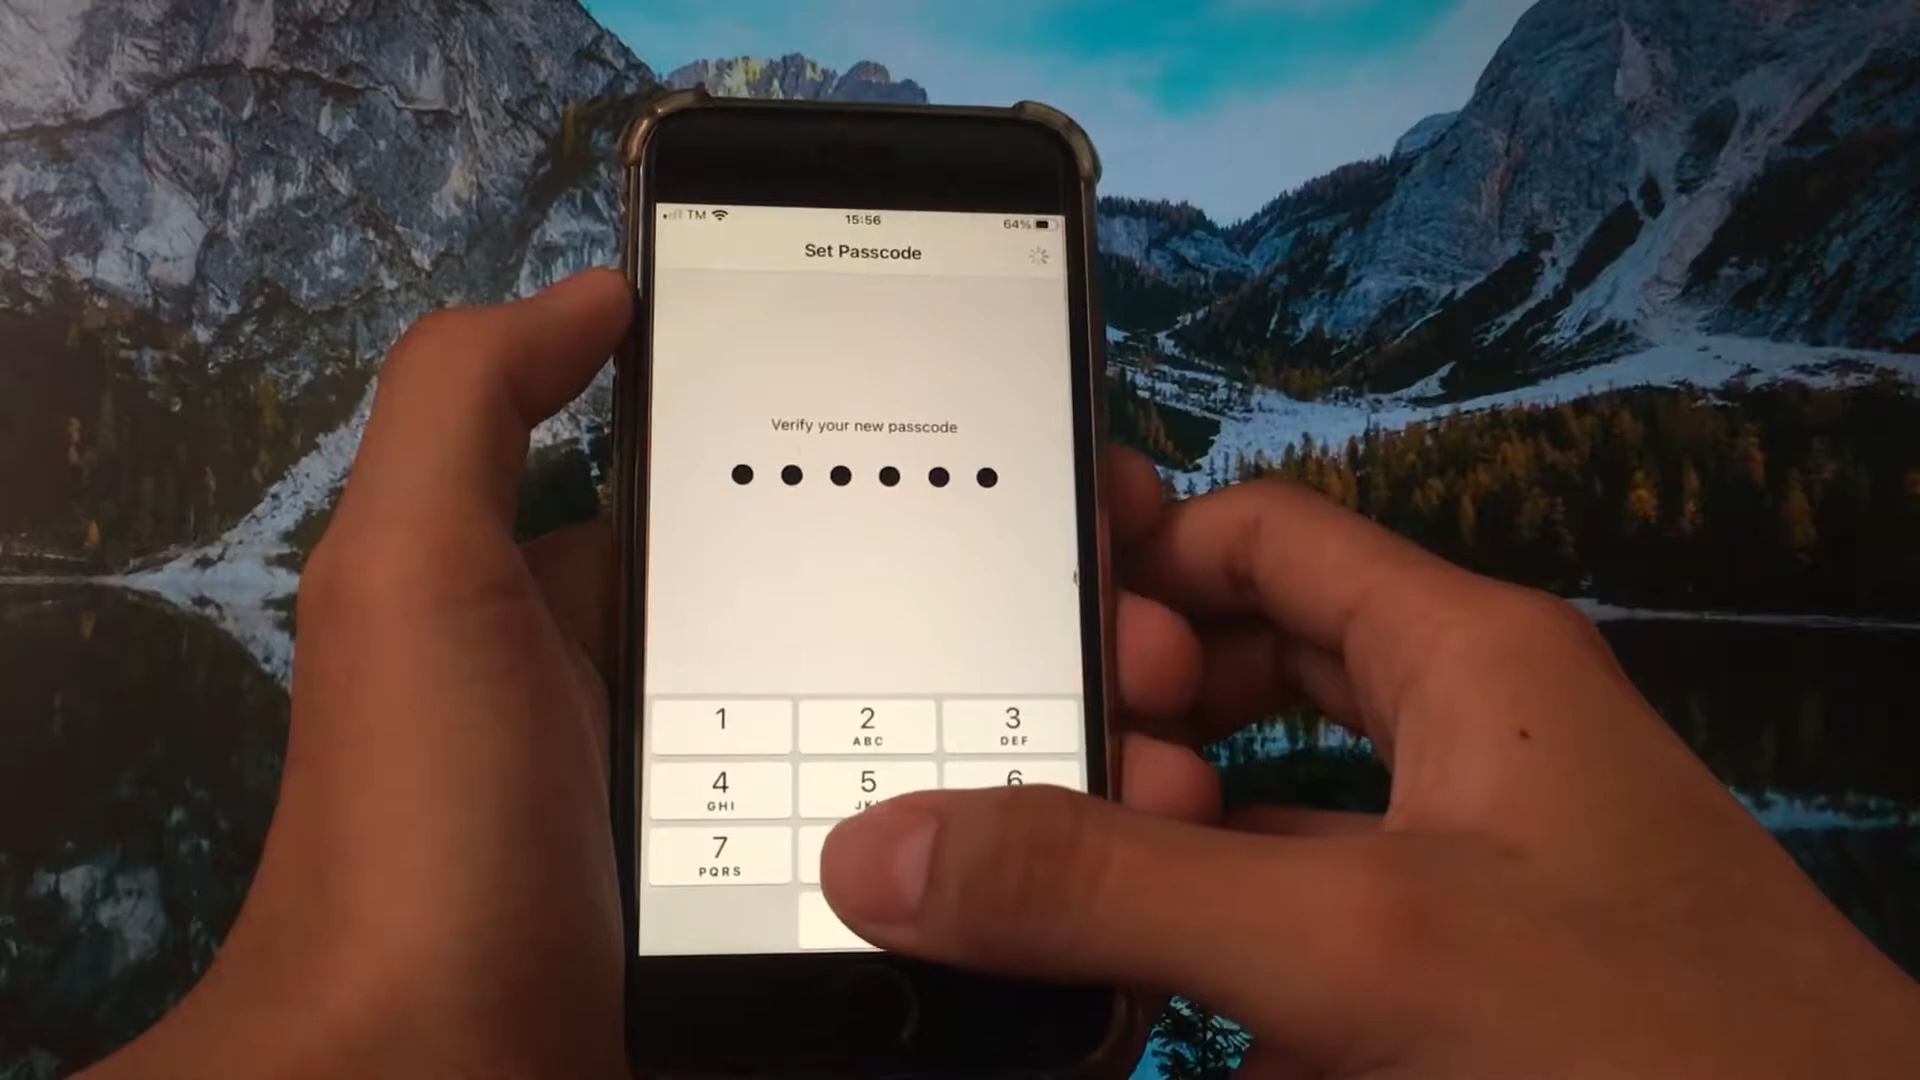 TM 15:56 64%
Set Passcode
Verify your new passcode
1 2 3
ABC DEF
4 5 6
GHI
7
PQRS